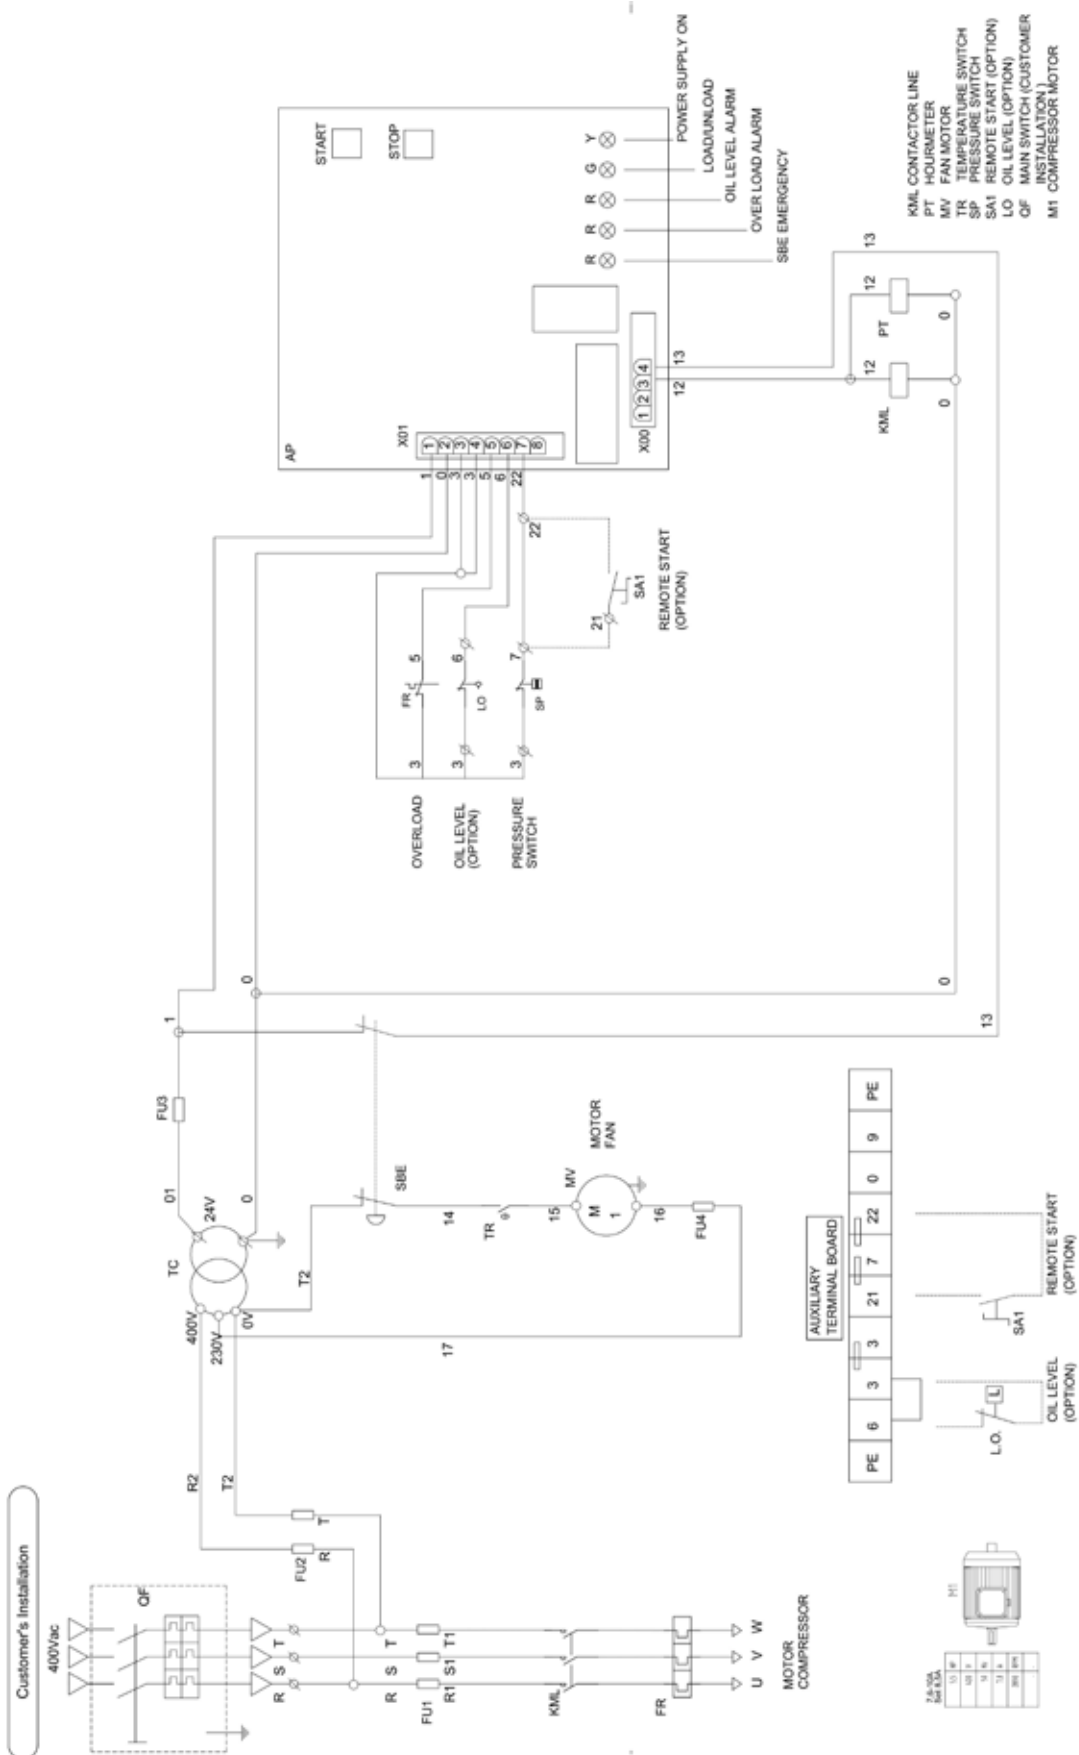 Customer's Installation
400Vac
QF
R
S
T
R
S
T
FU1
R1
S1
T1
KML
FR
U
V
W
MOTOR
COMPRESSOR
FU2
R
T
R2
T2
400V
230V
0V
TC
24V
01
0
FU3
1
0
T2
SBE
14
TR
15
MV
M
1
MOTOR
FAN
16
FU4
17
13
0
OVERLOAD
OIL LEVEL
(OPTION)
PRESSURE
SWITCH
3
3
3
FR
LO
SP
5
6
7
21
22
SA1
REMOTE START
(OPTION)
AP
X01
1
2
3
4
5
6
7
8
1
0
3
3
5
6
22
START
STOP
X00
1
2
3
4
12
13
R
R
R
G
Y
POWER SUPPLY ON
LOAD/UNLOAD
OIL LEVEL ALARM
OVER LOAD ALARM
SBE EMERGENCY
KML
12
0
PT
12
0
13
KML CONTACTOR LINE
PT HOURMETER
MV FAN MOTOR
TR TEMPERATURE SWITCH
SP PRESSURE SWITCH
SA1 REMOTE START (OPTION)
LO OIL LEVEL (OPTION)
QF MAIN SWITCH (CUSTOMER
INSTALLATION )
M1 COMPRESSOR MOTOR
AUXILIARY
TERMINAL BOARD
PE 6 3 3 21 7 22 0 9 PE
L.O.
L
OIL LEVEL
(OPTION)
SA1
REMOTE START
(OPTION)